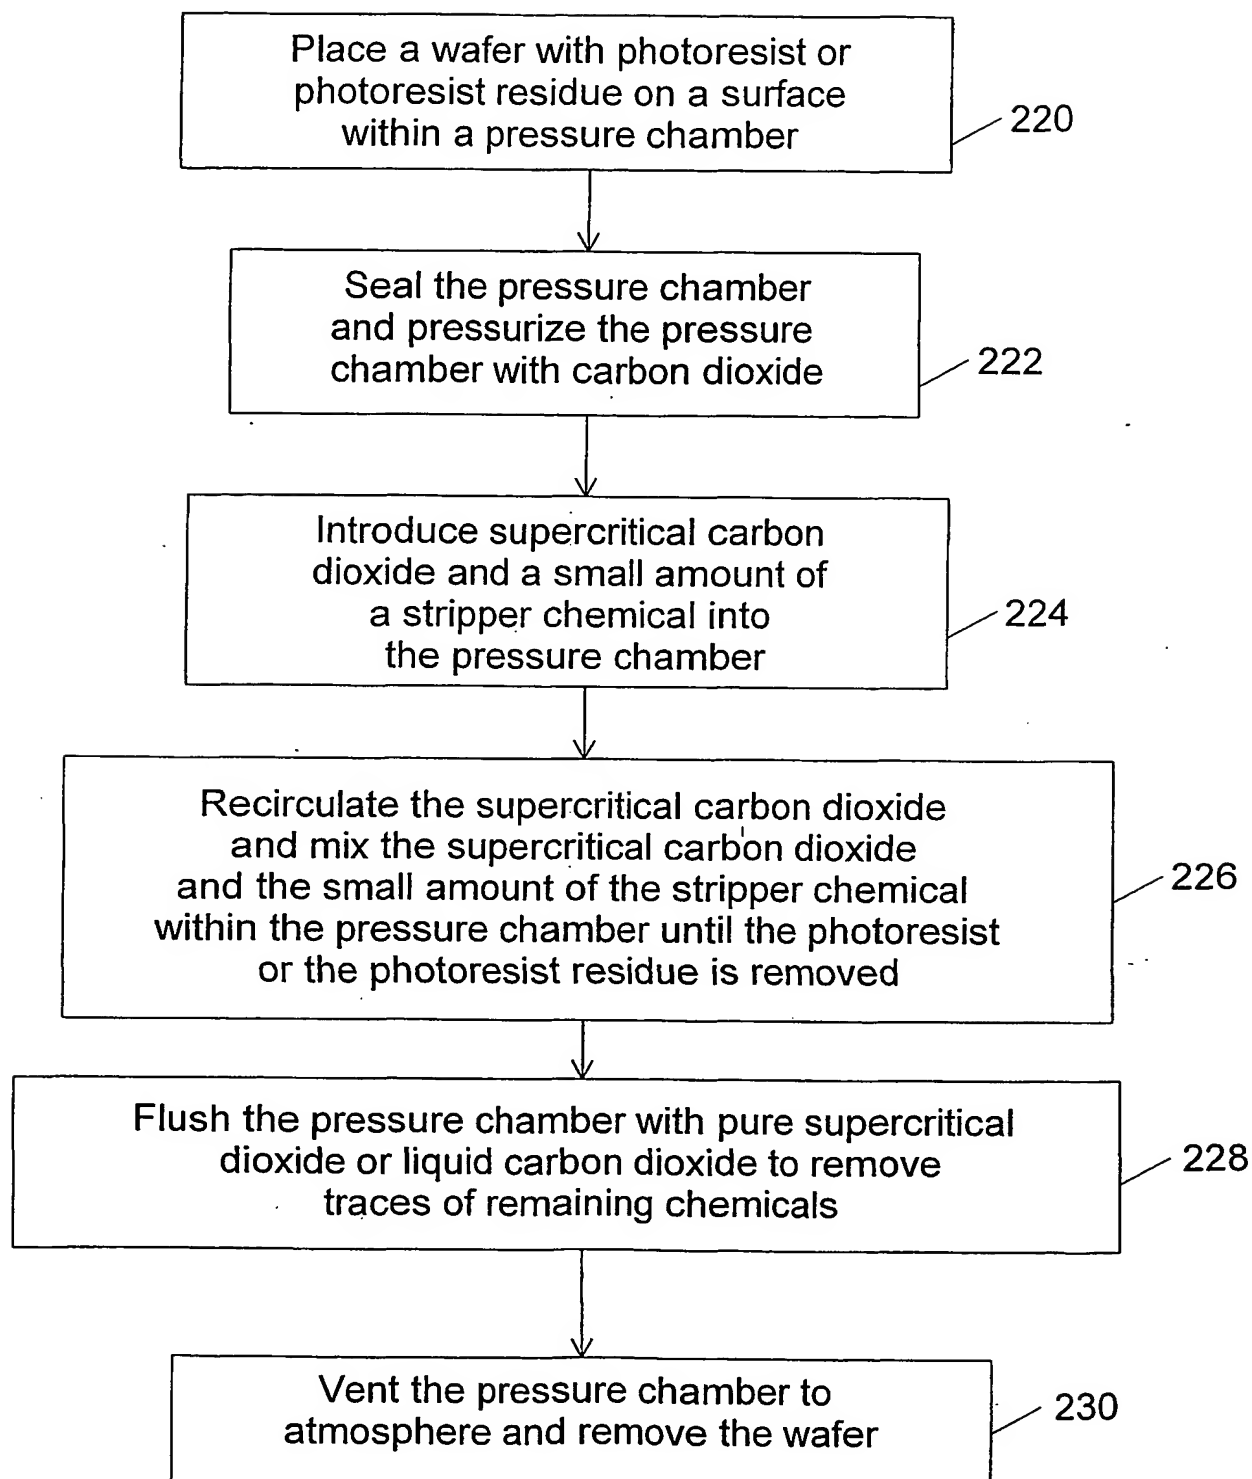 Place a wafer with photoresist or
photoresist residue on a surface
within a pressure chamber
220
Seal the pressure chamber
and pressurize the pressure
chamber with carbon dioxide
222
Introduce supercritical carbon
dioxide and a small amount of
a stripper chemical into
the pressure chamber
224
Recirculate the supercritical carbon dioxide
and mix the supercritical carbon dioxide
and the small amount of the stripper chemical
within the pressure chamber until the photoresist
or the photoresist residue is removed
226
Flush the pressure chamber with pure supercritical
dioxide or liquid carbon dioxide to remove
traces of remaining chemicals
228
Vent the pressure chamber to
atmosphere and remove the wafer
230